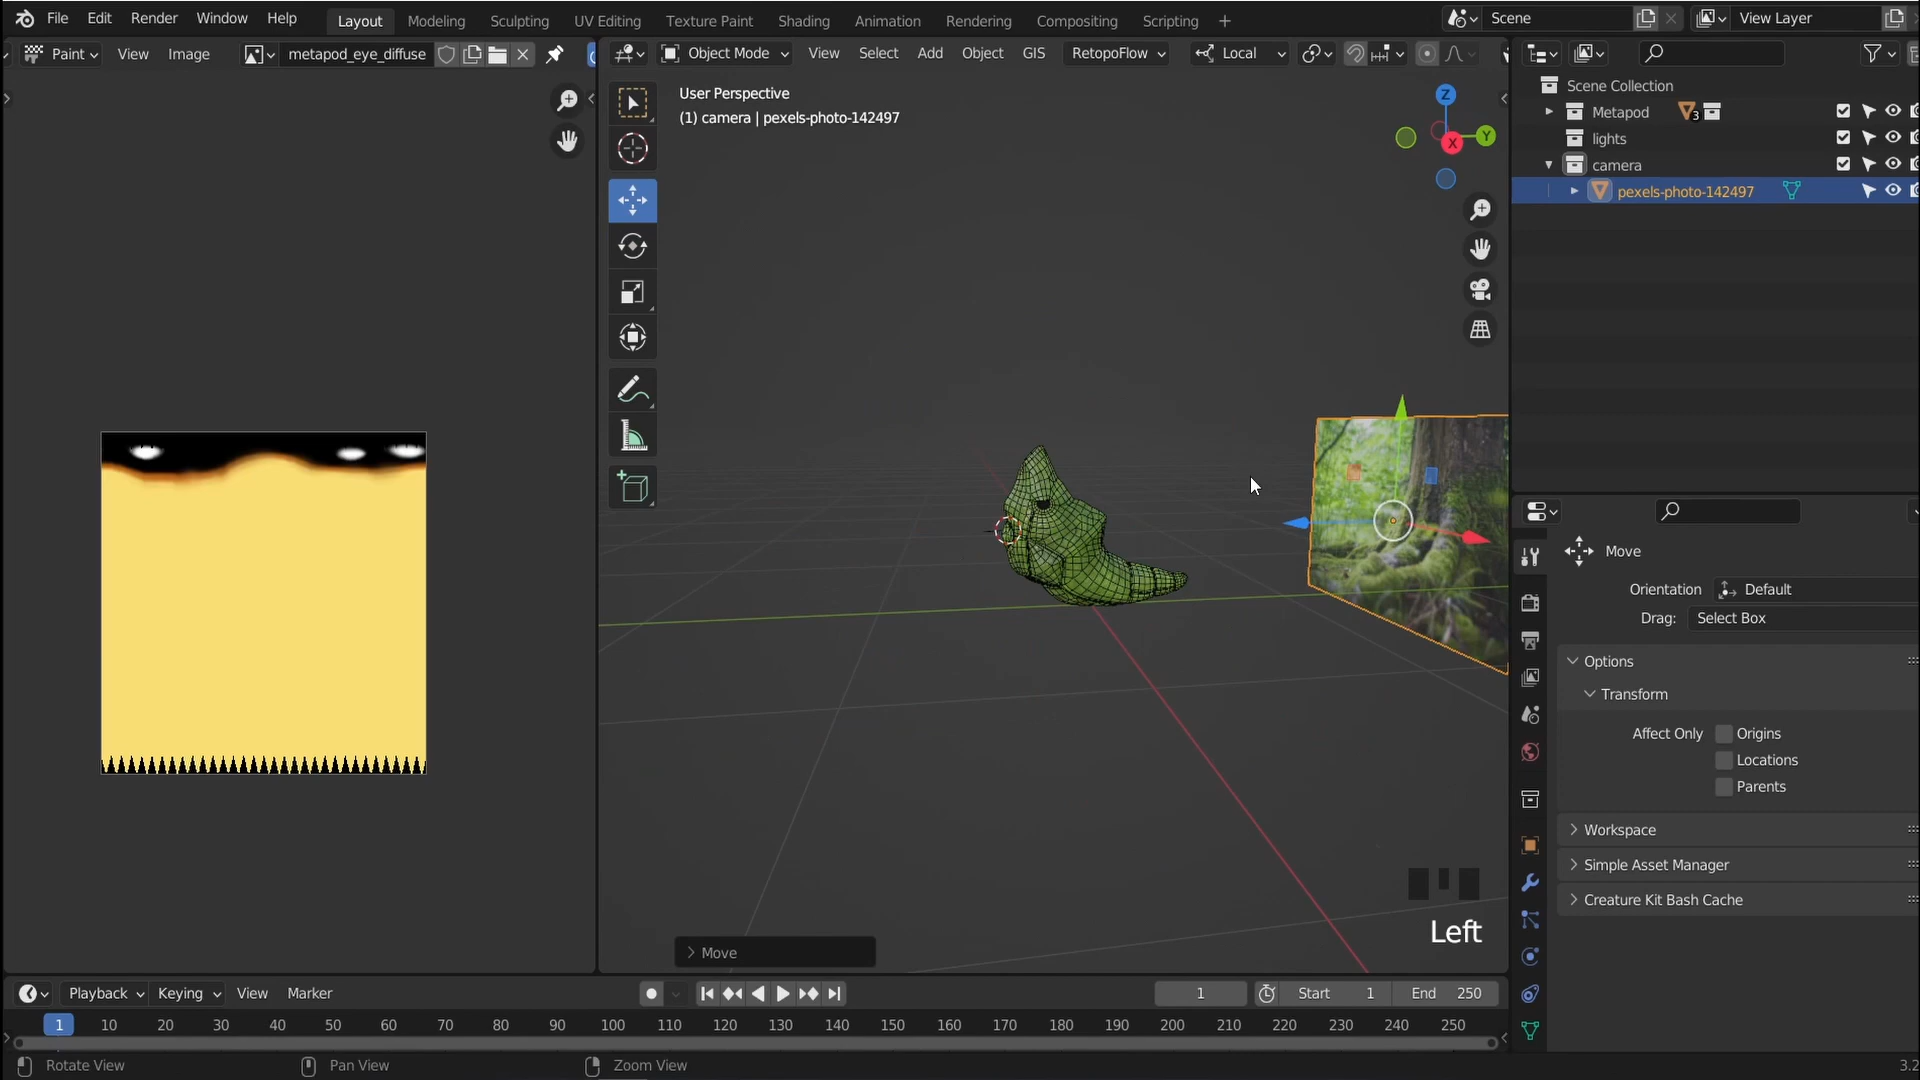 File Edit Render Window Help Layout Modeling Sculpting UV Editing Texture Paint Shading Animation Rendering Compositing Scripting + Scene View Layer
Paint View Image metapod_eye_diffuse Object Mode View Select Add Object GIS RetopoFlow Local
User Perspective
(1) camera | pexels-photo-142497
Z
Y
X
Scene Collection
Metapod 3
lights
camera
pexels-photo-142497
Move
Orientation Default
Drag: Select Box
Options
Transform
Affect Only Origins
Locations
Parents
Workspace
Simple Asset Manager
Creature Kit Bash Cache
Left
Move
Playback Keying View Marker 1 Start 1 End 250
1 10 20 30 40 50 60 70 80 90 100 110 120 130 140 150 160 170 180 190 200 210 220 230 240 250
Rotate View Pan View Zoom View 3.2